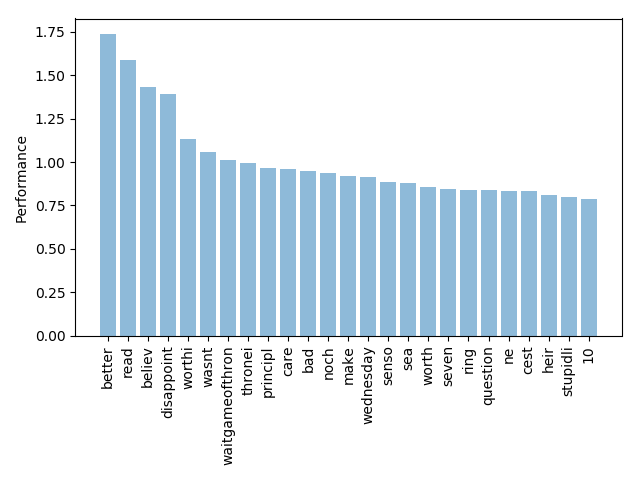 1.75
1.50
1.25
1.00
0.75
0.50
0.25
0.00
Performance
better
read
believ
disappoint
worthi
wasnt
waitgameofthron
thronei
principl
care
bad
noch
make
wednesday
senso
sea
worth
seven
ring
question
ne
cest
heir
stupidli
10